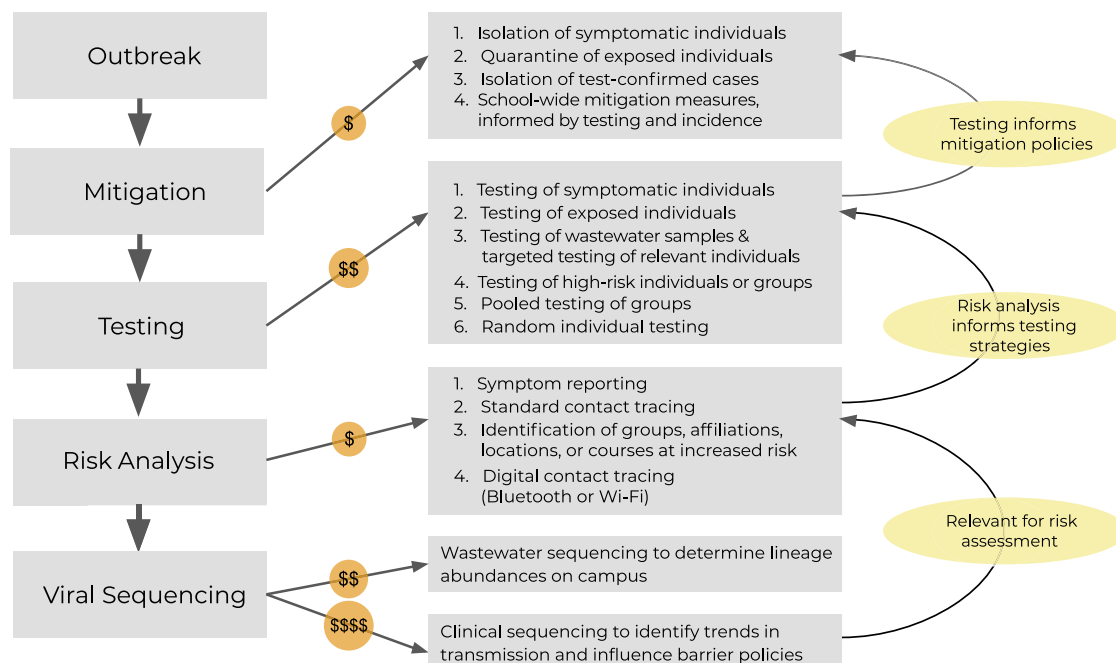 Outbreak
Mitigation
Testing
Risk Analysis
Viral Sequencing
$
$$
$
$$
$$$$
1. Isolation of symptomatic individuals
2. Quarantine of exposed individuals
3. Isolation of test-confirmed cases
4. School-wide mitigation measures,
informed by testing and incidence
1. Testing of symptomatic individuals
2. Testing of exposed individuals
3. Testing of wastewater samples &
targeted testing of relevant individuals
4. Testing of high-risk individuals or groups
5. Pooled testing of groups
6. Random individual testing
1. Symptom reporting
2. Standard contact tracing
3. Identification of groups, affiliations,
locations, or courses at increased risk
4. Digital contact tracing
(Bluetooth or Wi-Fi)
Wastewater sequencing to determine lineage
abundances on campus
Clinical sequencing to identify trends in
transmission and influence barrier policies
Testing informs
mitigation policies
Risk analysis
informs testing
strategies
Relevant for risk
assessment